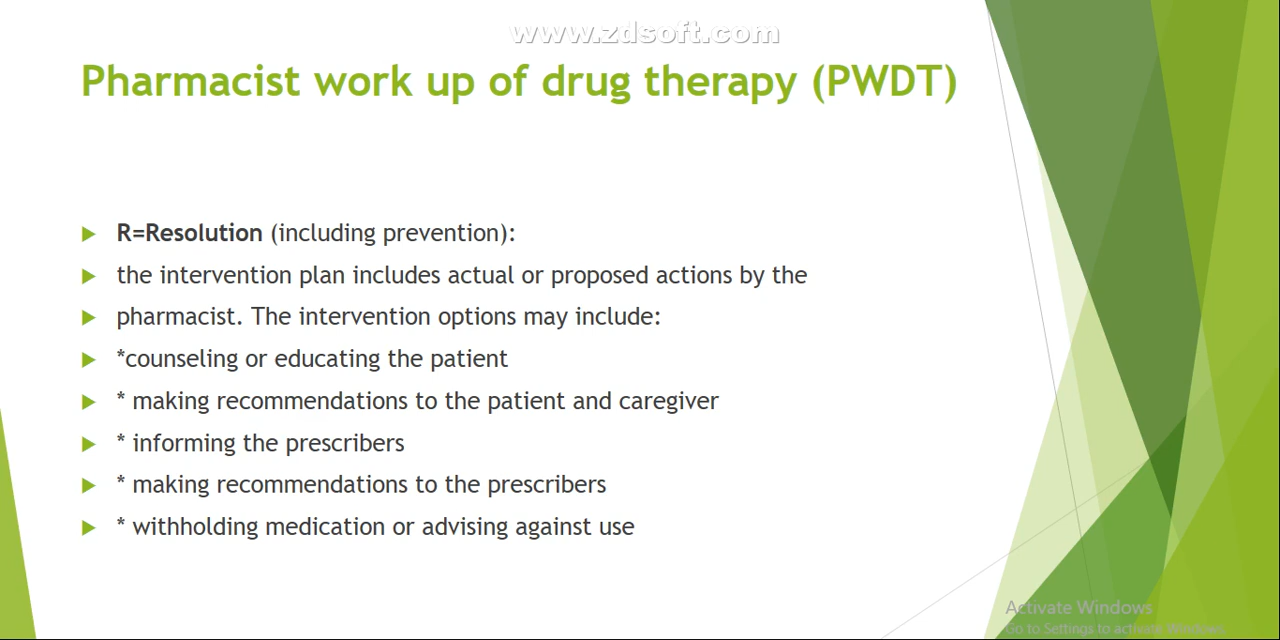 www.zdsoft.com
Pharmacist work up of drug therapy (PWDT)
R=Resolution (including prevention):
the intervention plan includes actual or proposed actions by the
pharmacist. The intervention options may include:
*counseling or educating the patient
* making recommendations to the patient and caregiver
* informing the prescribers
* making recommendations to the prescribers
* withholding medication or advising against use
Activate Windows
Go to Settings to activate Windows.